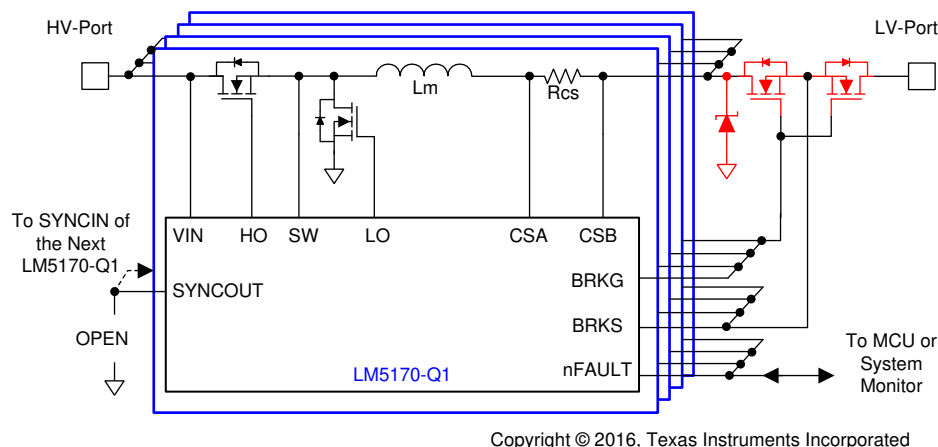 HV-Port
LV-Port
Lm
Rcs
To SYNCIN of
the Next
LM5170-Q1
VIN HO SW LO CSA CSB
SYNCOUT
BRKG
BRKS
OPEN
nFAULT
LM5170-Q1
To MCU or
System
Monitor
Copyright © 2016, Texas Instruments Incorporated